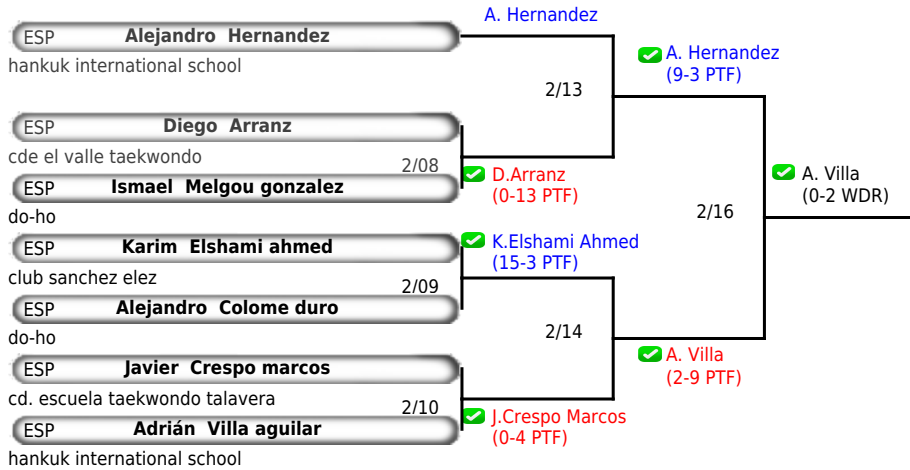 A. Hernandez
ESP Alejandro Hernandez
hankuk international school
A. Hernandez
(9-3 PTF)
2/13
ESP Diego Arranz
cde el valle taekwondo
2/08
D.Arranz
(0-13 PTF)
A. Villa
(0-2 WDR)
ESP Ismael Melgou gonzalez
do-ho
2/16
ESP Karim Elshami ahmed
K.Elshami Ahmed
(15-3 PTF)
club sanchez elez
2/09
ESP Alejandro Colome duro
do-ho
2/14
ESP Javier Crespo marcos
A. Villa
(2-9 PTF)
cd. escuela taekwondo talavera
2/10
J.Crespo Marcos
(0-4 PTF)
ESP Adrián Villa aguilar
hankuk international school